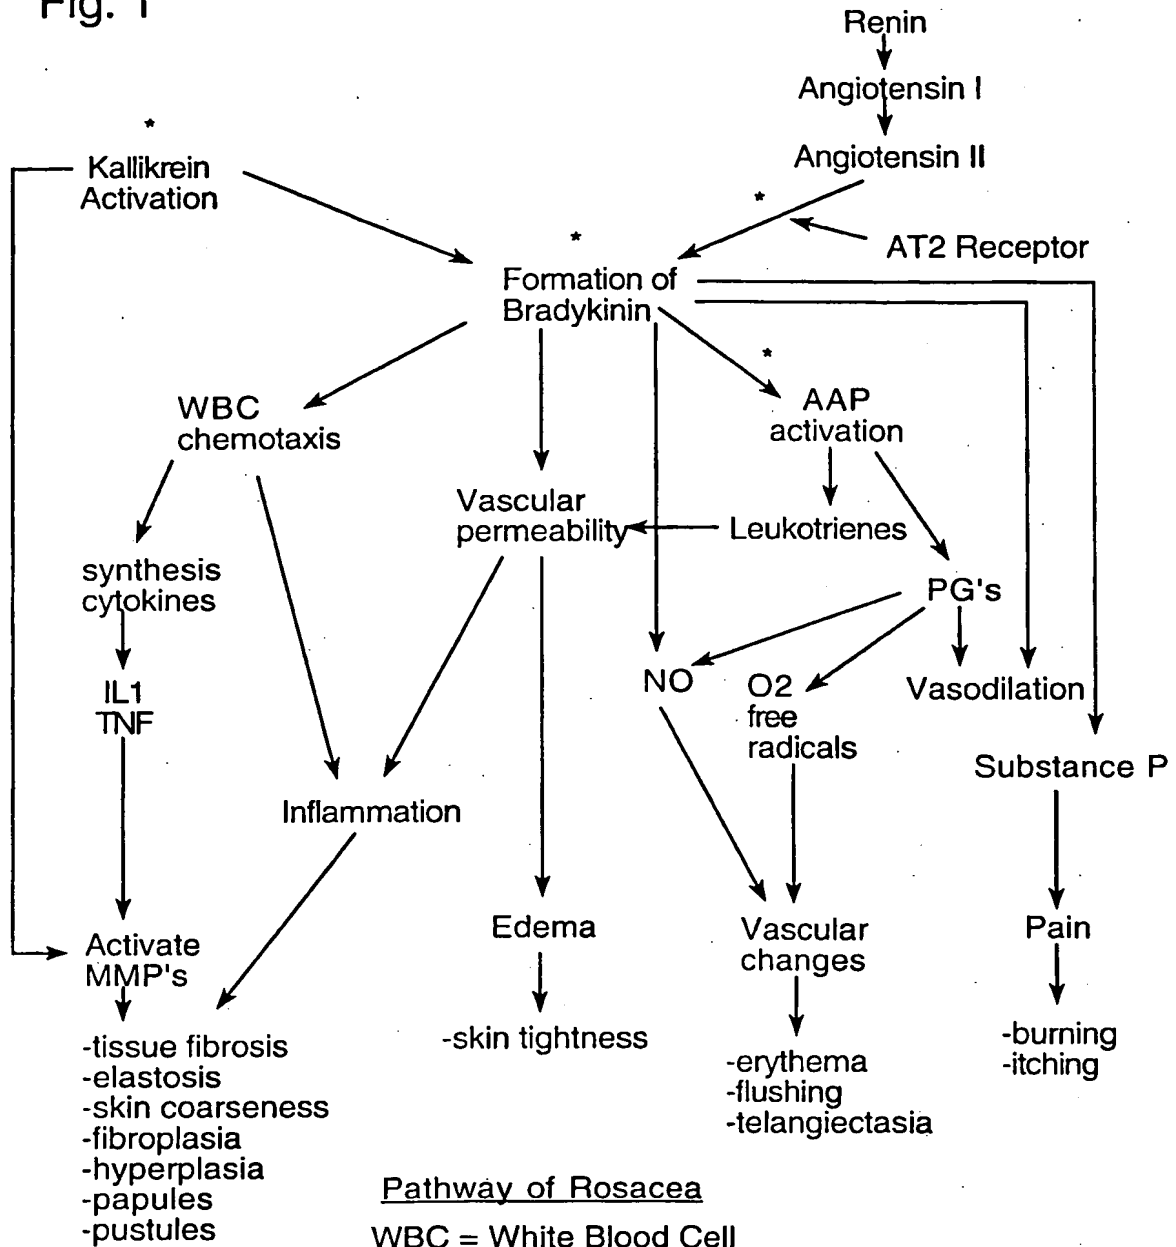 Fig. 1
Renin
Angiotensin I
Angiotensin II
*
Kallikrein
Activation
*
AT2 Receptor
*
Formation of
Bradykinin
*
AAP
activation
WBC
chemotaxis
Vascular
permeability
Leukotrienes
synthesis
cytokines
PG's
IL1
TNF
NO
O2
free
radicals
Vasodilation
Substance P
Inflammation
Activate
MMP's
Edema
Vascular
changes
Pain
-tissue fibrosis
-elastosis
-skin coarseness
-fibroplasia
-hyperplasia
-papules
-pustules
-skin tightness
-erythema
-flushing
-telangiectasia
-burning
-itching
Pathway of Rosacea
WBC = White Blood Cell